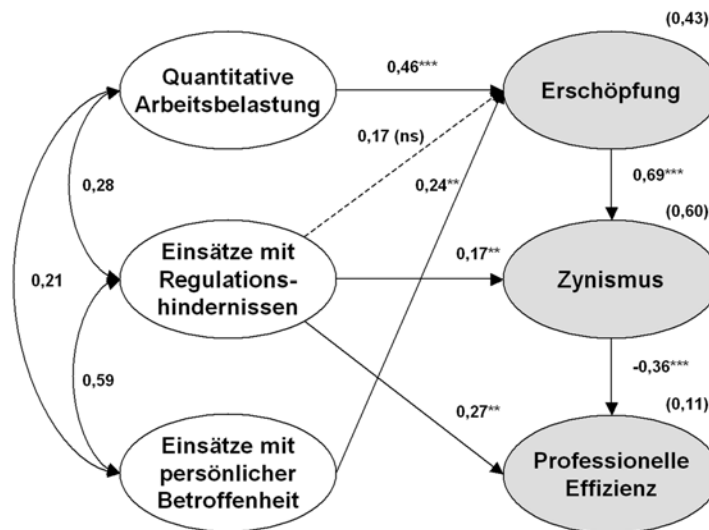 (0,43)
Quantitative
Arbeitsbelastung
0,46***
Erschöpfung
0,17 (ns)
0,24**
0,69***
0,28
(0,60)
Einsätze mit
Regulations-
hindernissen
0,17**
Zynismus
0,21
0,59
-0,36***
0,27**
(0,11)
Einsätze mit
persönlicher
Betroffenheit
Professionelle
Effizienz